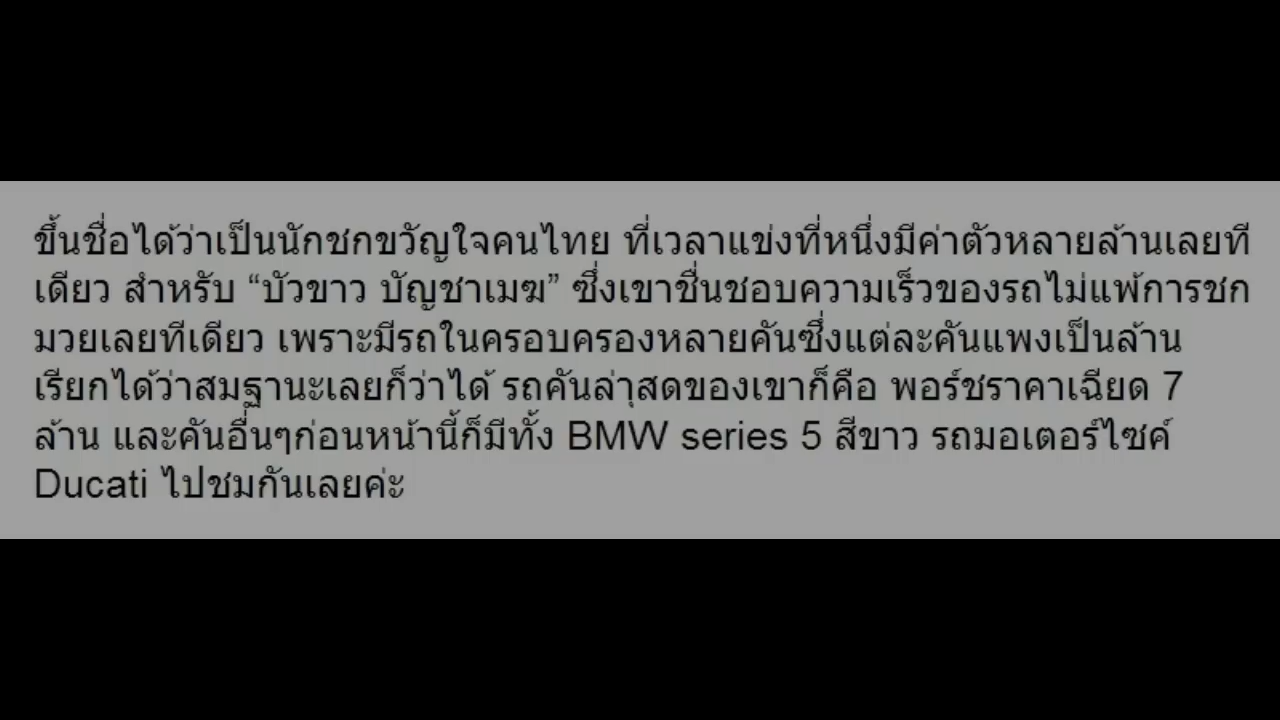 ขึ้นชื่อได้ว่าเป็นนักชกขวัญใจคนไทย ที่เวลาแข่งที่หนึ่งมีค่าตัวหลายล้านเลยที
เดียว สำหรับ “บัวขาว บัญชาเมฆ” ซึ่งเขาชื่นชอบความเร็วของรถไม่แพ้การชก
มวยเลยทีเดียว เพราะมีรถในครอบครองหลายคันซึ่งแต่ละคันแพงเป็นล้าน
เรียกได้ว่าสมฐานะเลยก็ว่าได้ รถคันล่าุสดของเขาก็คือ พอร์ชราคาเฉียด 7
ล้าน และคันอื่นๆก่อนหน้านี้ก็มีทั้ง BMW series 5 สีขาว รถมอเตอร์ไซค์
Ducati ไปชมกันเลยค่ะ